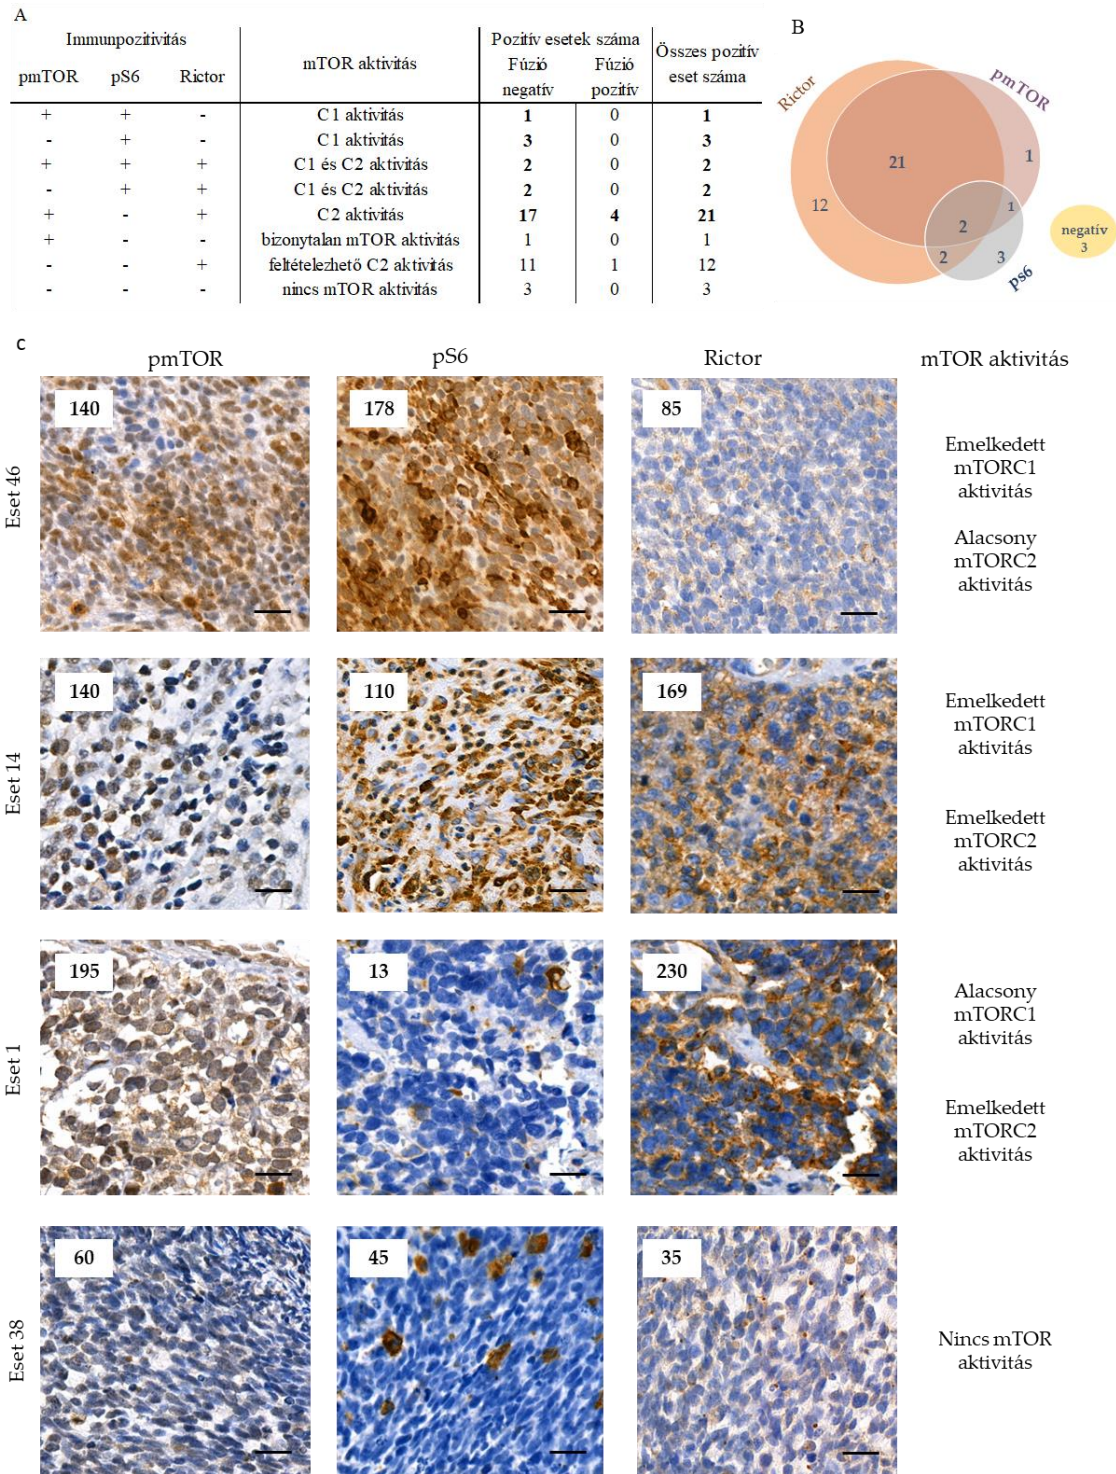 A
Immunpozitivitás
mTOR aktivitás
Pozitív esetek száma
Összes pozitív eset száma
pmTOR pS6 Rictor
Fúzió negatív
Fúzió pozitív
+ + - C1 aktivitás 1 0 1
- + - C1 aktivitás 3 0 3
+ + + C1 és C2 aktivitás 2 0 2
- + + C1 és C2 aktivitás 2 0 2
+ - + C2 aktivitás 17 4 21
+ - - bizonytalan mTOR aktivitás 1 0 1
- - + feltételezhető C2 aktivitás 11 1 12
- - - nincs mTOR aktivitás 3 0 3
B
Rictor
pmTOR
21
1
12
1
2
2
3
ps6
negatív
3
c
pmTOR pS6 Rictor mTOR aktivitás
Eset 46
140 178 85
Emelkedett
mTORC1
aktivitás
Alacsony
mTORC2
aktivitás
Eset 14
140 110 169
Emelkedett
mTORC1
aktivitás
Emelkedett
mTORC2
aktivitás
Eset 1
195 13 230
Alacsony
mTORC1
aktivitás
Emelkedett
mTORC2
aktivitás
Eset 38
60 45 35
Nincs mTOR
aktivitás